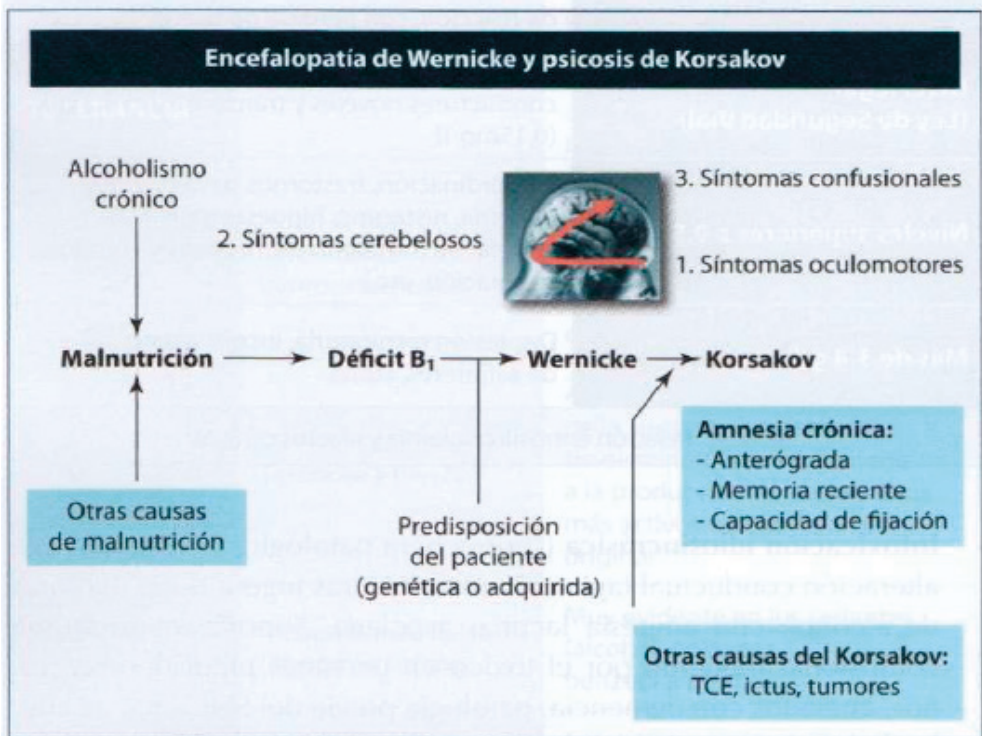 Encefalopatía de Wernicke y psicosis de Korsakov
Alcoholismo
crónico
3. Síntomas confusionales
2. Síntomas cerebelosos
1. Síntomas oculomotores
Malnutrición
Déficit B₁
Wernicke
Korsakov
Otras causas
de malnutrición
Predisposición
del paciente
(genética o adquirida)
Amnesia crónica:
- Anterógrada
- Memoria reciente
- Capacidad de fijación
Otras causas del Korsakov:
TCE, ictus, tumores